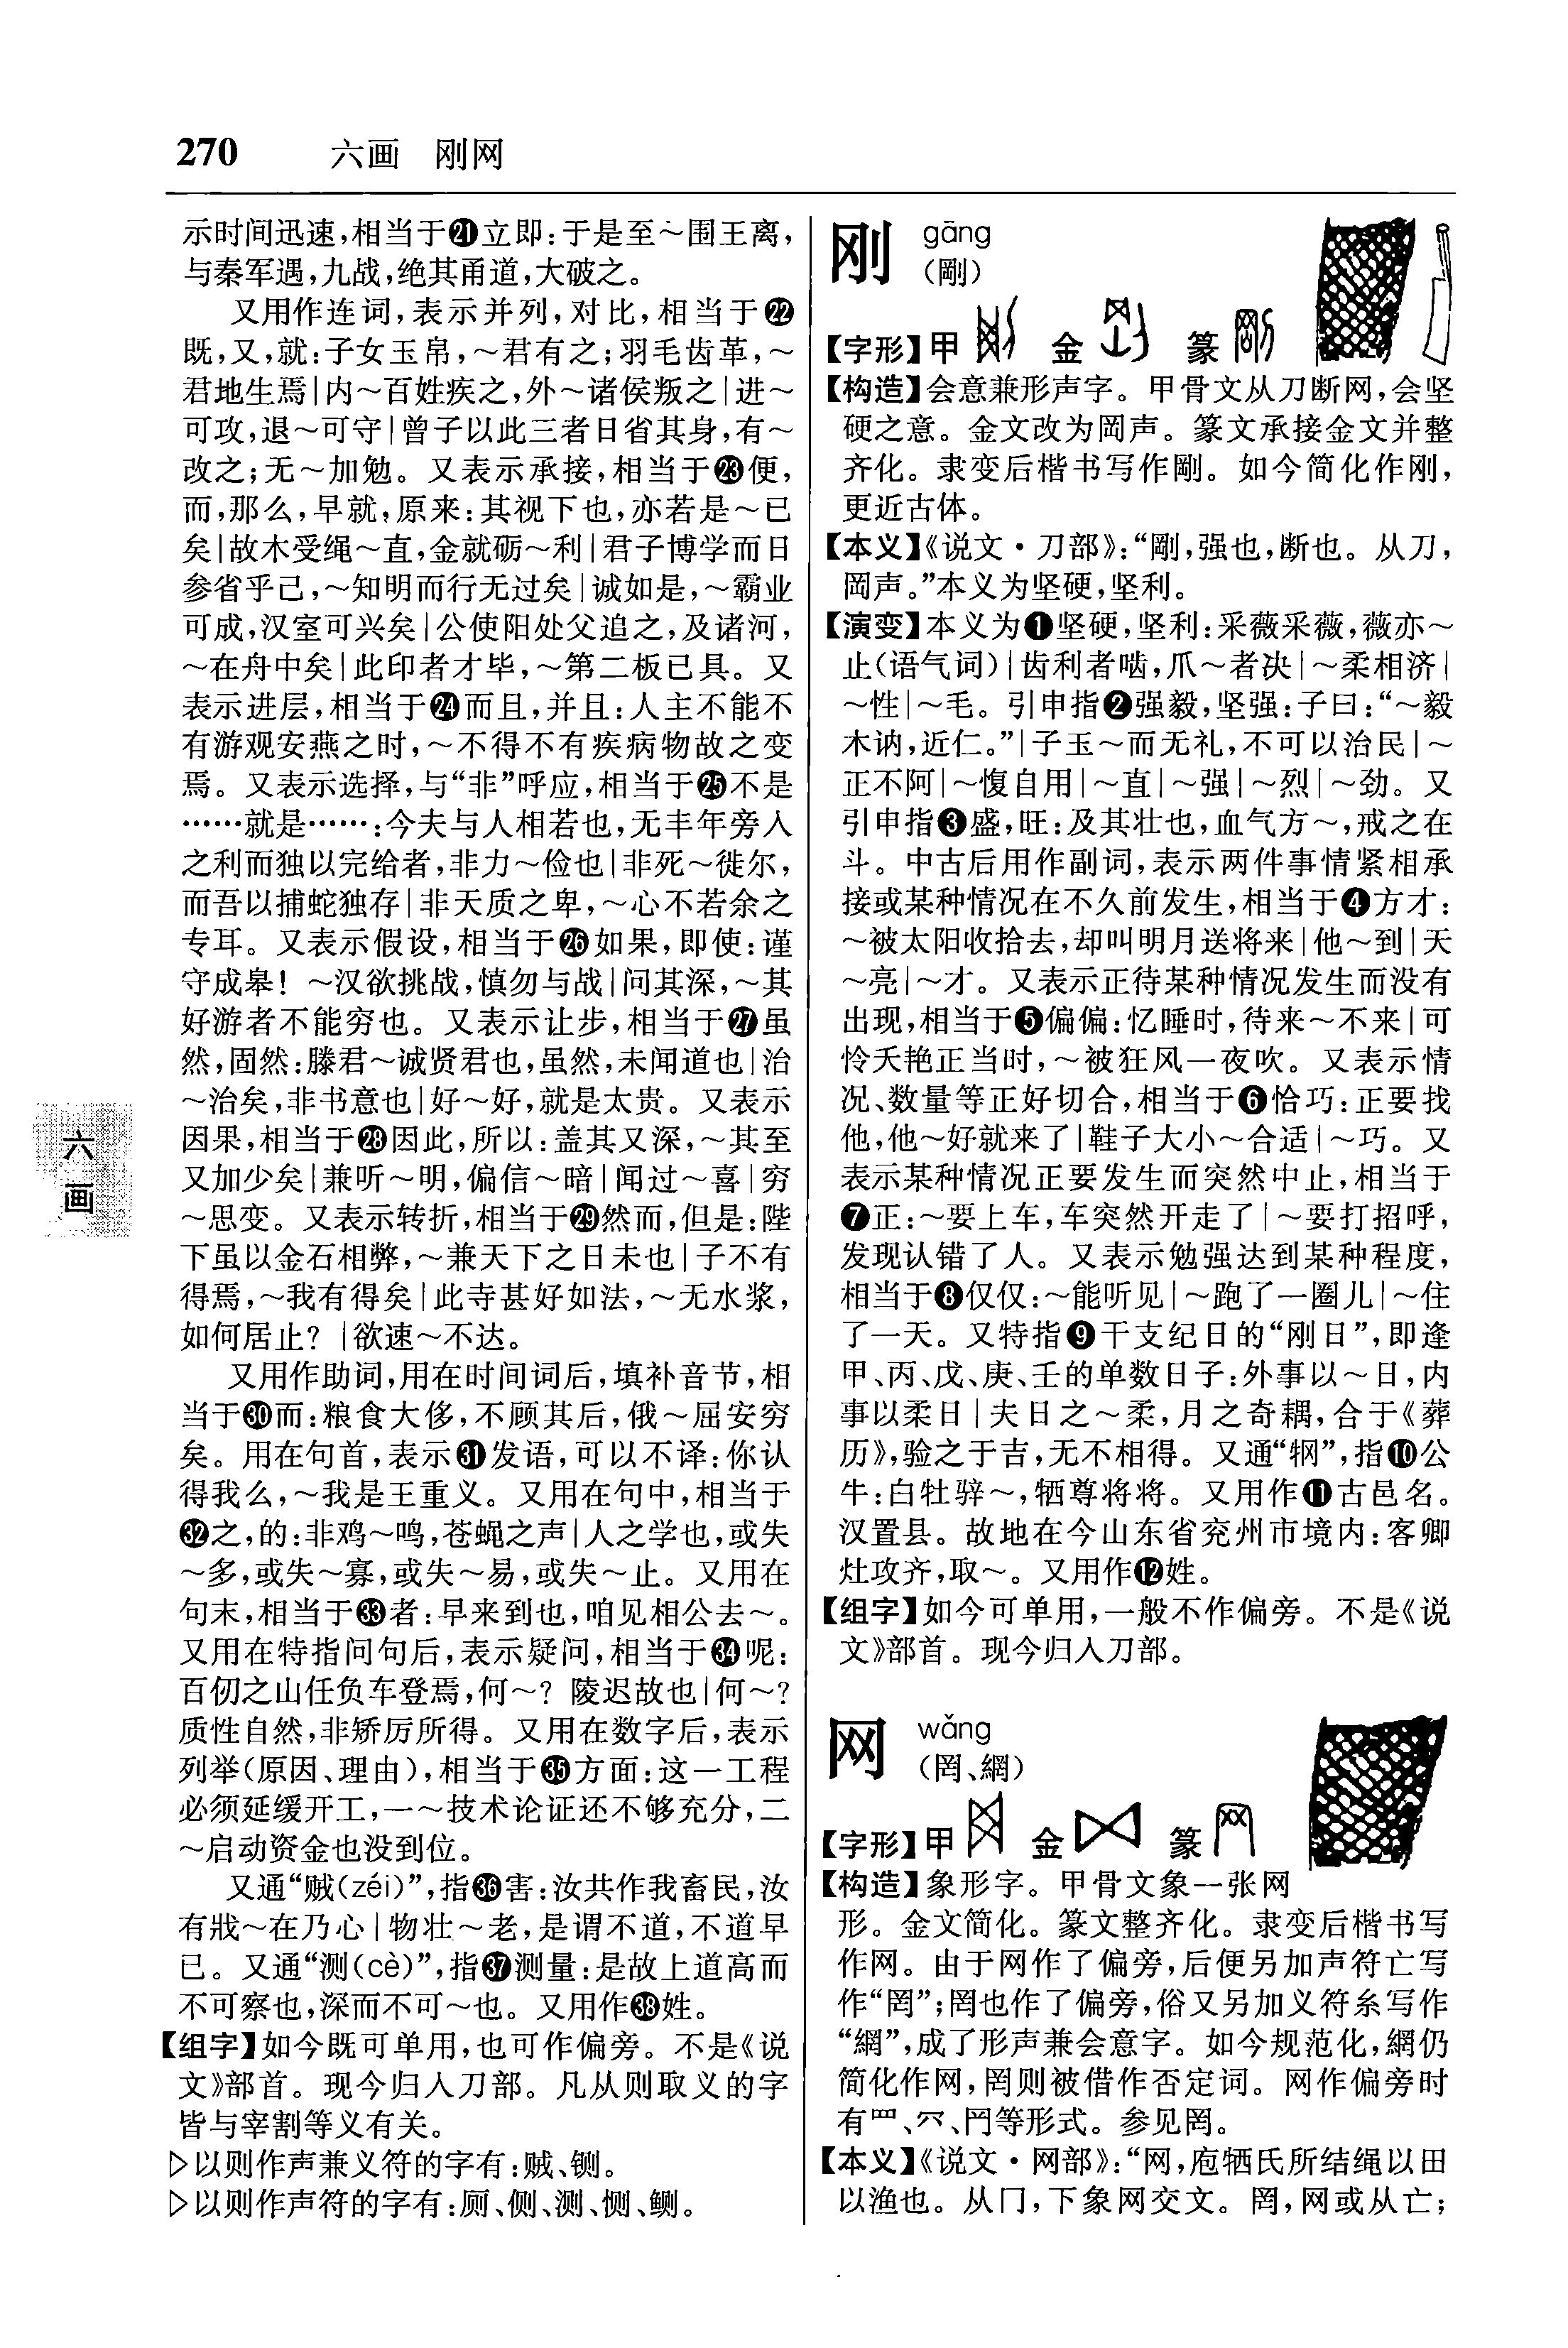 270 六画 刚网
示时间迅速,相当于㉑立即:于是至～围王离,
与秦军遇,九战,绝其甬道,大破之。
又用作连词,表示并列,对比,相当于㉒
既,又,就:子女玉帛,～君有之;羽毛齿革,～
君地生焉|内～百姓疾之,外～诸侯叛之|进～
可攻,退～可守|曾子以此三者日省其身,有～
改之;无～加勉。又表示承接,相当于㉓便,
而,那么,早就,原来:其视下也,亦若是～已
矣|故木受绳～直,金就砺～利|君子博学而日
参省乎己,～知明而行无过矣|诚如是,～霸业
可成,汉室可兴矣|公使阳处父追之,及诸河,
～在舟中矣|此印者才毕,～第二板已具。又
表示进层,相当于㉔而且,并且:人主不能不
有游观安燕之时,～不得不有疾病物故之变
焉。又表示选择,与“非”呼应,相当于㉕不是
……就是……:今夫与人相若也,无丰年旁入
之利而独以完给者,非力～俭也|非死～徙尔,
而吾以捕蛇独存|非天质之卑,～心不若余之
专耳。又表示假设,相当于㉖如果,即使:谨
守成皋!～汉欲挑战,慎勿与战|问其深,～其
好游者不能穷也。又表示让步,相当于㉗虽
然,固然:滕君～诚贤君也,虽然,未闻道也|治
～治矣,非书意也|好～好,就是太贵。又表示
因果,相当于㉘因此,所以:盖其又深,～其至
又加少矣|兼听～明,偏信～暗|闻过～喜|穷
～思变。又表示转折,相当于㉙然而,但是:陛
下虽以金石相弊,～兼天下之日未也|子不有
得焉,～我有得矣|此寺甚好如法,～无水浆,
如何居止?|欲速～不达。
又用作助词,用在时间词后,填补音节,相
当于㉚而:粮食大侈,不顾其后,俄～屈安穷
矣。用在句首,表示㉛发语,可以不译:你认
得我么,～我是王重义。又用在句中,相当于
㉜之,的:非鸡～鸣,苍蝇之声|人之学也,或失
～多,或失～寡,或失～易,或失～止。又用在
句末,相当于㉝者:早来到也,咱见相公去～。
又用在特指问句后,表示疑问,相当于㉞呢:
百仞之山任负车登焉,何～?陵迟故也|何～?
质性自然,非矫厉所得。又用在数字后,表示
列举(原因、理由),相当于㉟方面:这一工程
必须延缓开工,一～技术论证还不够充分,二
～启动资金也没到位。
又通“贼(zéi)”,指㊱害:汝共作我畜民,汝
有戕～在乃心|物壮～老,是谓不道,不道早
已。又通“测(cè)”,指㊲测量:是故上道高而
不可察也,深而不可～也。又用作㊳姓。
【组字】如今既可单用,也可作偏旁。不是《说
文》部首。现今归入刀部。凡从则取义的字
皆与宰割等义有关。
▷以则作声兼义符的字有:贼、铡。
▷以则作声符的字有:厕、侧、测、恻、鲗。
六
画
刚 gāng
(剛)
【字形】甲 金 篆
【构造】会意兼形声字。甲骨文从刀断网,会坚
硬之意。金文改为岡声。篆文承接金文并整
齐化。隶变后楷书写作剛。如今简化作刚,
更近古体。
【本义】《说文·刀部》:“剛,强也,断也。从刀,
岡声。”本义为坚硬,坚利。
【演变】本义为❶坚硬,坚利:采薇采薇,薇亦～
止(语气词)|齿利者啮,爪～者决|～柔相济|
～性|～毛。引申指❷强毅,坚强:子曰:“～毅
木讷,近仁。”|子玉～而无礼,不可以治民|～
正不阿|～愎自用|～直|～强|～烈|～劲。又
引申指❸盛,旺:及其壮也,血气方～,戒之在
斗。中古后用作副词,表示两件事情紧相承
接或某种情况在不久前发生,相当于❹方才:
～被太阳收拾去,却叫明月送将来|他～到|天
～亮|～才。又表示正待某种情况发生而没有
出现,相当于❺偏偏:忆睡时,待来～不来|可
怜夭艳正当时,～被狂风一夜吹。又表示情
况、数量等正好切合,相当于❻恰巧:正要找
他,他～好就来了|鞋子大小～合适|～巧。又
表示某种情况正要发生而突然中止,相当于
❼正:～要上车,车突然开走了|～要打招呼,
发现认错了人。又表示勉强达到某种程度,
相当于❽仅仅:～能听见|～跑了一圈儿|～住
了一天。又特指❾干支纪日的“刚日”,即逢
甲、丙、戊、庚、壬的单数日子:外事以～日,内
事以柔日|夫日之～柔,月之奇耦,合于《葬
历》,验之于吉,无不相得。又通“犅”,指❿公
牛:白牡骍～,牺尊将将。又用作⓫古邑名。
汉置县。故地在今山东省兖州市境内:客卿
灶攻齐,取～。又用作⓬姓。
【组字】如今可单用,一般不作偏旁。不是《说
文》部首。现今归入刀部。
网 wǎng
(罔、網)
【字形】甲 金 篆
【构造】象形字。甲骨文象一张网
形。金文简化。篆文整齐化。隶变后楷书写
作网。由于网作了偏旁,后便另加声符亡写
作“罔”;罔也作了偏旁,俗又另加义符糸写作
“網”,成了形声兼会意字。如今规范化,網仍
简化作网,罔则被借作否定词。网作偏旁时
有罒、⺳、冈等形式。参见罔。
【本义】《说文·网部》:“网,庖牺氏所结绳以田
以渔也。从冂,下象网交文。罔,网或从亡;